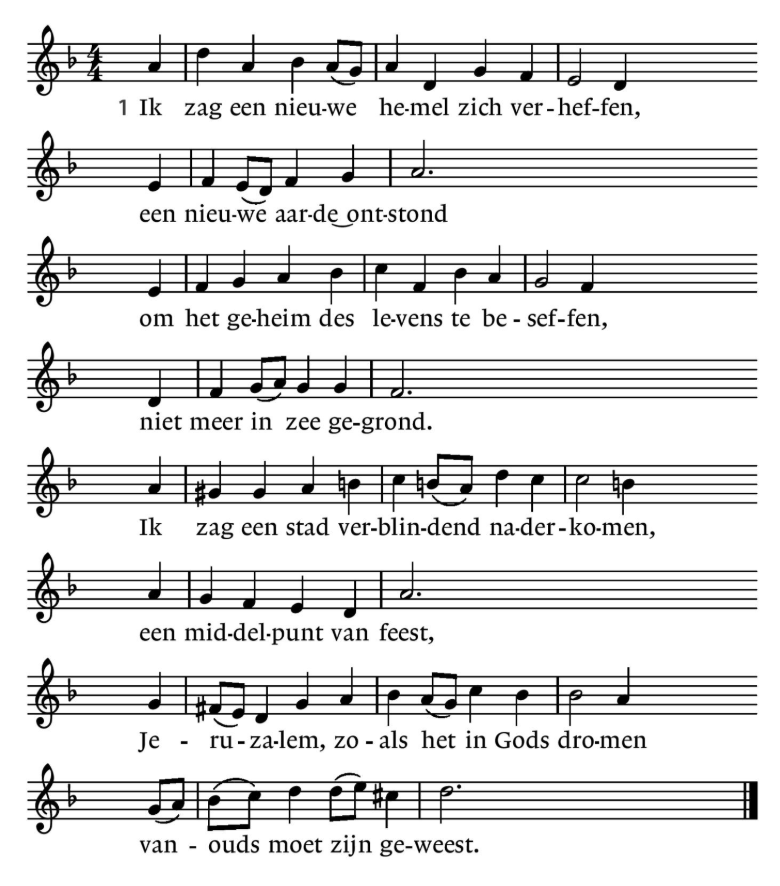 1 Ik zag een nieu-we he-mel zich ver-hef-fen,
een nieu-we aar-de‿ont-stond
om het ge-heim des le-vens te be-sef-fen,
niet meer in zee ge-grond.
Ik zag een stad ver-blin-dend na-der-ko-men,
een mid-del-punt van feest,
Je-ru-za-lem, zo-als het in Gods dro-men
van-ouds moet zijn ge-weest.